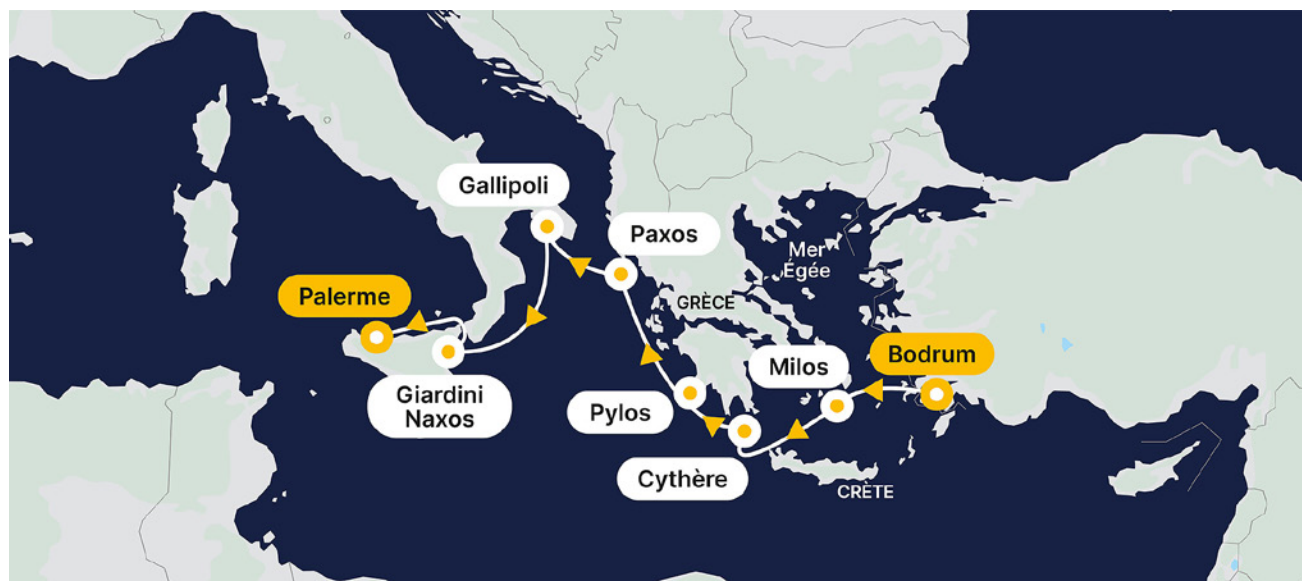 Gallipoli
Paxos
Mer
Égée
Palerme
GRÈCE
Bodrum
Milos
Giardini
Naxos
Pylos
Cythère
CRÈTE